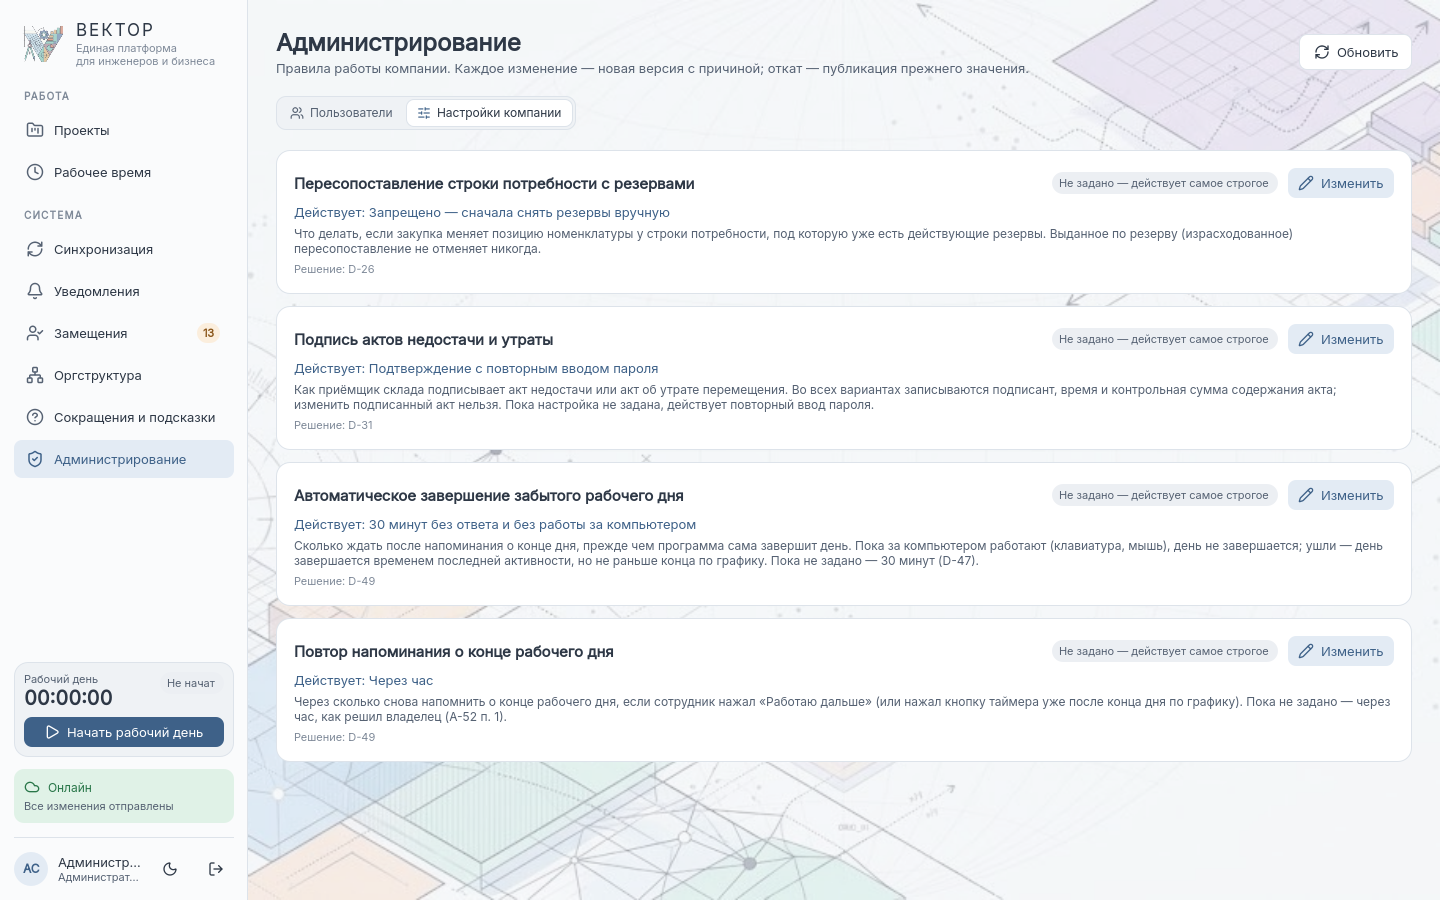 ВЕКТОР
Единая платформа
для инженеров и бизнеса
РАБОТА
Проекты
Рабочее время
СИСТЕМА
Синхронизация
Уведомления
Замещения
13
Оргструктура
Сокращения и подсказки
Администрирование
Рабочий день
00:00:00
Не начат
Начать рабочий день
Онлайн
Все изменения отправлены
АС
Администр...
Администрат...
Администрирование
Правила работы компании. Каждое изменение — новая версия с причиной; откат — публикация прежнего значения.
Обновить
Пользователи
Настройки компании
Пересопоставление строки потребности с резервами
Не задано — действует самое строгое
Изменить
Действует: Запрещено — сначала снять резервы вручную
Что делать, если закупка меняет позицию номенклатуры у строки потребности, под которую уже есть действующие резервы. Выданное по резерву (израсходованное)
пересопоставление не отменяет никогда.
Решение: D-26
Подпись актов недостачи и утраты
Не задано — действует самое строгое
Изменить
Действует: Подтверждение с повторным вводом пароля
Как приёмщик склада подписывает акт недостачи или акт об утрате перемещения. Во всех вариантах записываются подписант, время и контрольная сумма содержания акта;
изменить подписанный акт нельзя. Пока настройка не задана, действует повторный ввод пароля.
Решение: D-31
Автоматическое завершение забытого рабочего дня
Не задано — действует самое строгое
Изменить
Действует: 30 минут без ответа и без работы за компьютером
Сколько ждать после напоминания о конце дня, прежде чем программа сама завершит день. Пока за компьютером работают (клавиатура, мышь), день не завершается; ушли — день
завершается временем последней активности, но не раньше конца по графику. Пока не задано — 30 минут (D-47).
Решение: D-49
Повтор напоминания о конце рабочего дня
Не задано — действует самое строгое
Изменить
Действует: Через час
Через сколько снова напомнить о конце рабочего дня, если сотрудник нажал «Работаю дальше» (или нажал кнопку таймера уже после конца дня по графику). Пока не задано — через
час, как решил владелец (А-52 п. 1).
Решение: D-49